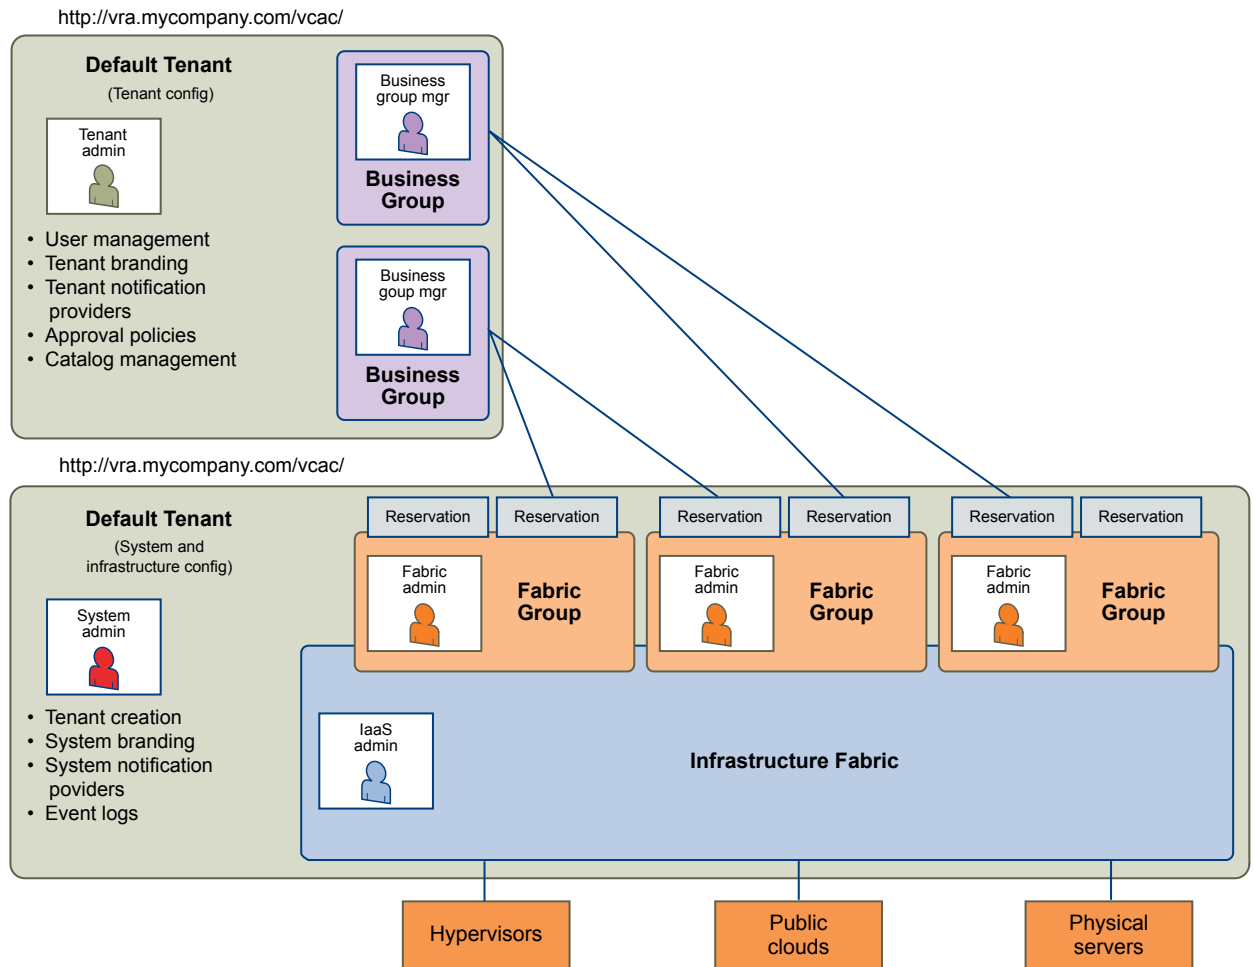 http://vra.mycompany.com/vcac/
Default Tenant
(Tenant config)
Tenant
admin
• User management
• Tenant branding
• Tenant notification
providers
• Approval policies
• Catalog management
Business
group mgr
Business
Group
Business
goup mgr
Business
Group
http://vra.mycompany.com/vcac/
Default Tenant
(System and
infrastructure config)
System
admin
• Tenant creation
• System branding
• System notification
poviders
• Event logs
Reservation
Reservation
Fabric
admin
Fabric
Group
Reservation
Reservation
Fabric
admin
Fabric
Group
Reservation
Reservation
Fabric
admin
Fabric
Group
IaaS
admin
Infrastructure Fabric
Hypervisors
Public
clouds
Physical
servers